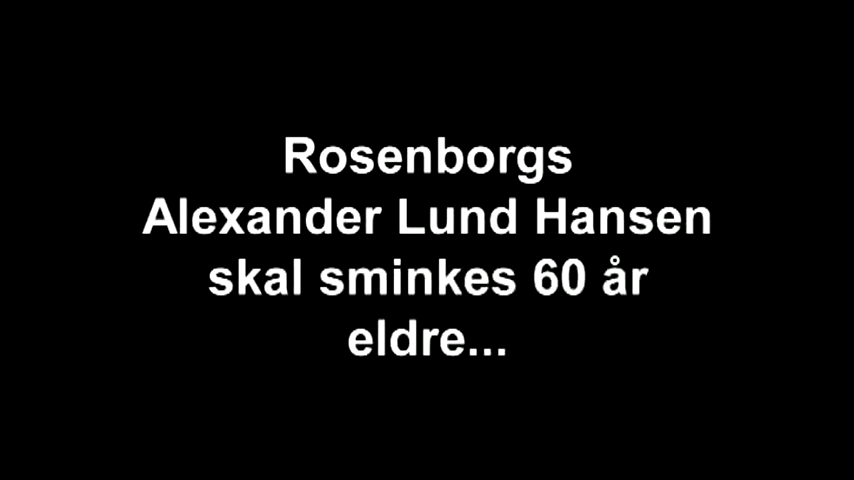 Rosenborgs
Alexander Lund Hansen
skal sminkes 60 år
eldre...